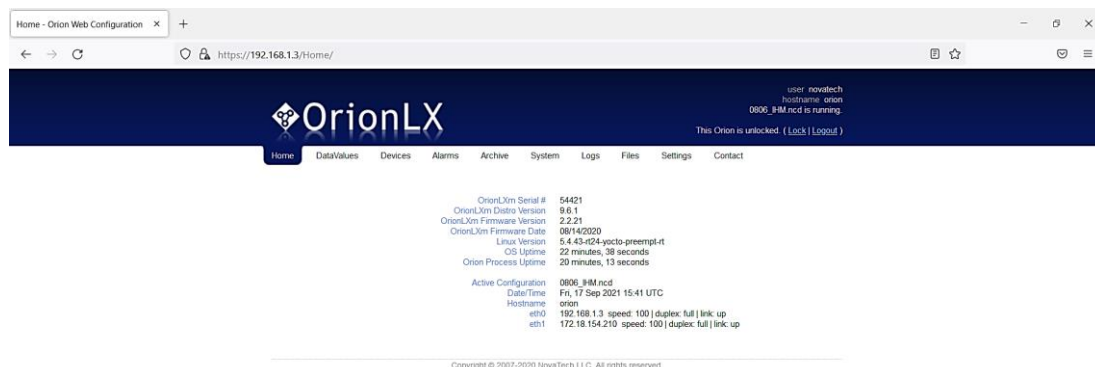 Home - Orion Web Configuration
https://192.168.1.3/Home/
user novatech
hostname orion
0806_IHM.ncd is running.
OrionLX
This Orion is unlocked. ( Lock | Logout )
Home DataValues Devices Alarms Archive System Logs Files Settings Contact
OrionLXm Serial # 54421
OrionLXm Distro Version 9.6.1
OrionLXm Firmware Version 2.2.21
OrionLXm Firmware Date 08/14/2020
Linux Version 5.4.43-rt24-yocto-preempt-rt
OS Uptime 22 minutes, 38 seconds
Orion Process Uptime 20 minutes, 13 seconds
Active Configuration 0806_IHM.ncd
Date/Time Fri, 17 Sep 2021 15:41 UTC
Hostname orion
eth0 192.168.1.3 speed: 100 | duplex: full | link: up
eth1 172.18.154.210 speed: 100 | duplex: full | link: up
Copyright © 2007-2020 NovaTech LLC. All rights reserved.